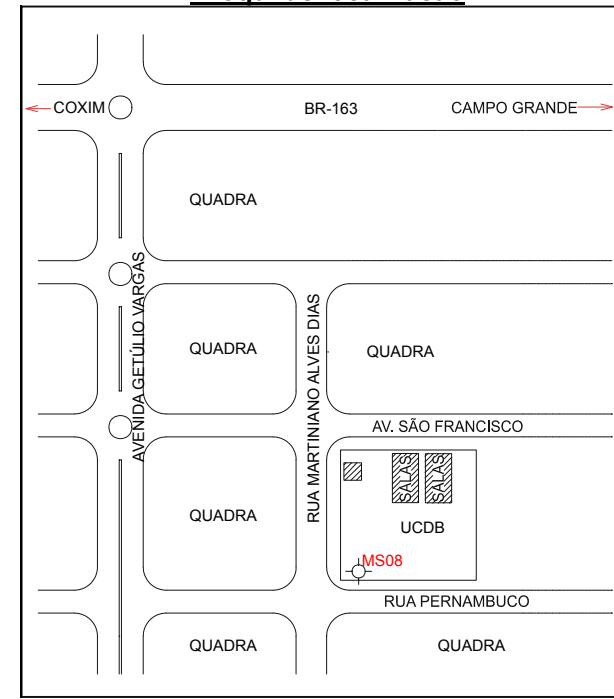 COXIM
BR-163
CAMPO GRANDE
QUADRA
AVENIDA GETÚLIO VARGAS
QUADRA
RUA MARTINIANO ALVES DIAS
QUADRA
AV. SÃO FRANCISCO
SALAS
SALAS
QUADRA
UCDB
MS08
RUA PERNAMBUCO
QUADRA
QUADRA